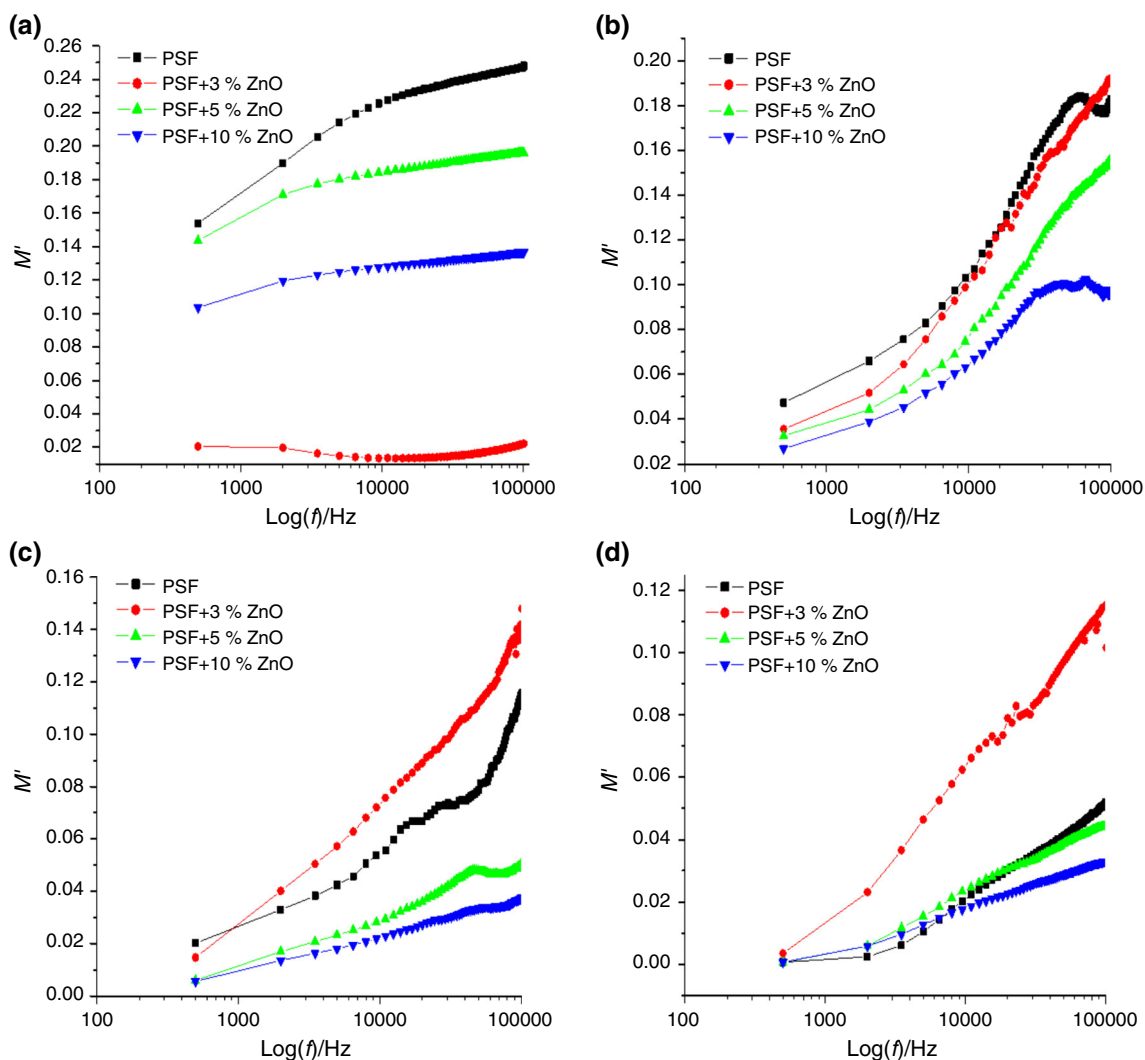 (a)
PSF
PSF+3 % ZnO
PSF+5 % ZnO
PSF+10 % ZnO
0.26
0.24
0.22
0.20
0.18
0.16
0.14
0.12
0.10
0.08
0.06
0.04
0.02
M'
100
1000
10000
100000
Log(f)/Hz
(b)
PSF
PSF+3 % ZnO
PSF+5 % ZnO
PSF+10 % ZnO
0.20
0.18
0.16
0.14
0.12
0.10
0.08
0.06
0.04
0.02
M'
100
1000
10000
100000
Log(f)/Hz
(c)
PSF
PSF+3 % ZnO
PSF+5 % ZnO
PSF+10 % ZnO
0.16
0.14
0.12
0.10
0.08
0.06
0.04
0.02
0.00
M'
100
1000
10000
100000
Log(f)/Hz
(d)
PSF
PSF+3 % ZnO
PSF+5 % ZnO
PSF+10 % ZnO
0.12
0.10
0.08
0.06
0.04
0.02
0.00
M'
100
1000
10000
100000
Log(f)/Hz